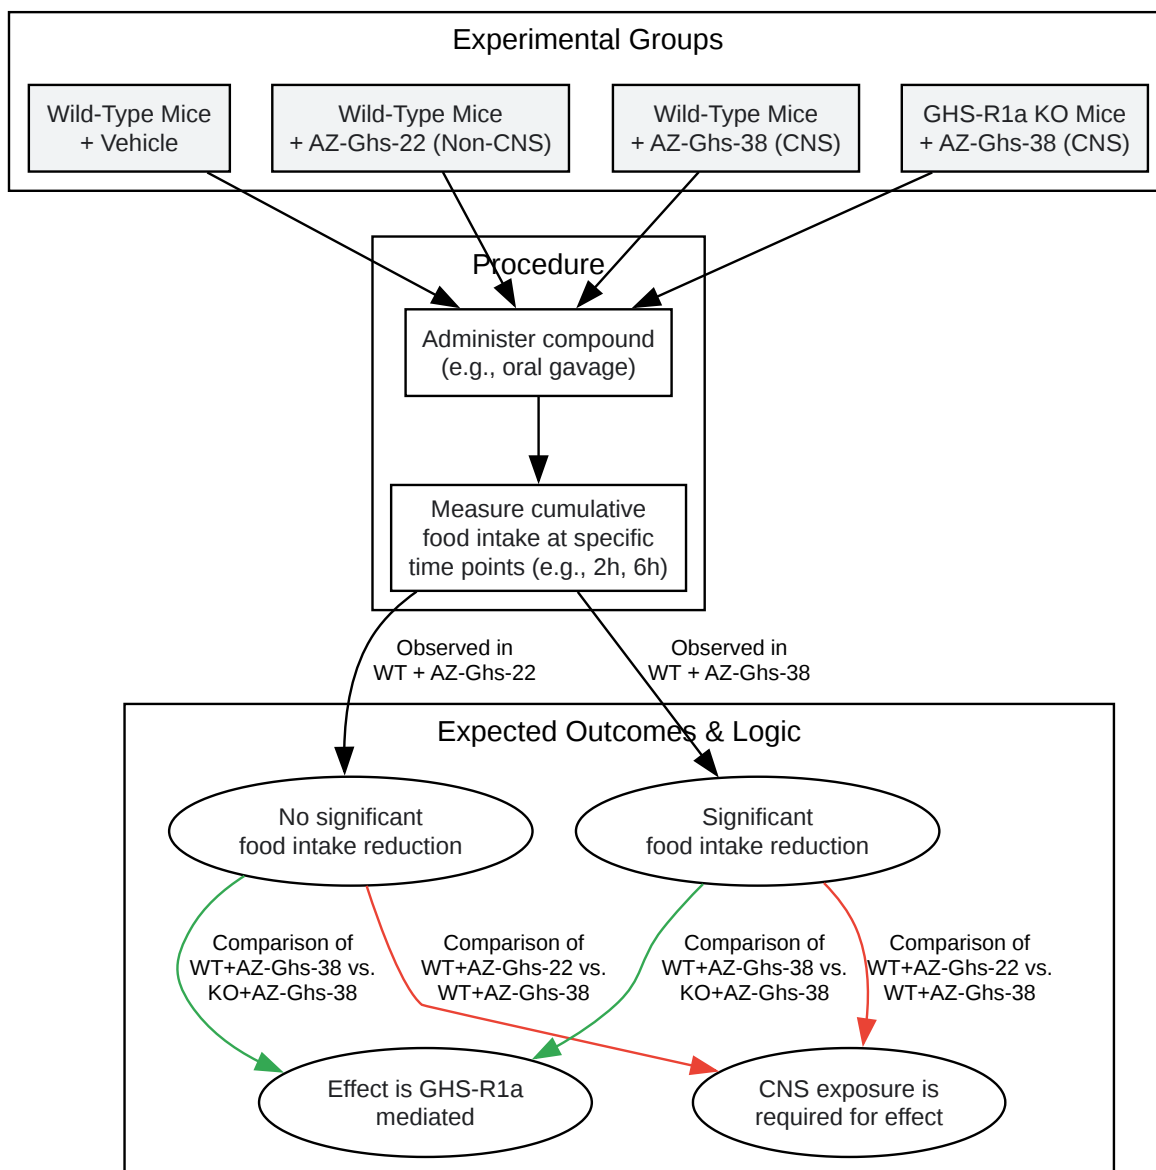 Experimental Groups
Wild-Type Mice
+ Vehicle
Wild-Type Mice
+ AZ-Ghs-22 (Non-CNS)
Wild-Type Mice
+ AZ-Ghs-38 (CNS)
GHS-R1a KO Mice
+ AZ-Ghs-38 (CNS)
Procedure
Administer compound
(e.g., oral gavage)
Measure cumulative
food intake at specific
time points (e.g., 2h, 6h)
Observed in
WT + AZ-Ghs-22
Observed in
WT + AZ-Ghs-38
Expected Outcomes & Logic
No significant
food intake reduction
Significant
food intake reduction
Comparison of
WT+AZ-Ghs-38 vs.
KO+AZ-Ghs-38
Comparison of
WT+AZ-Ghs-22 vs.
WT+AZ-Ghs-38
Comparison of
WT+AZ-Ghs-38 vs.
KO+AZ-Ghs-38
Comparison of
WT+AZ-Ghs-22 vs.
WT+AZ-Ghs-38
Effect is GHS-R1a
mediated
CNS exposure is
required for effect